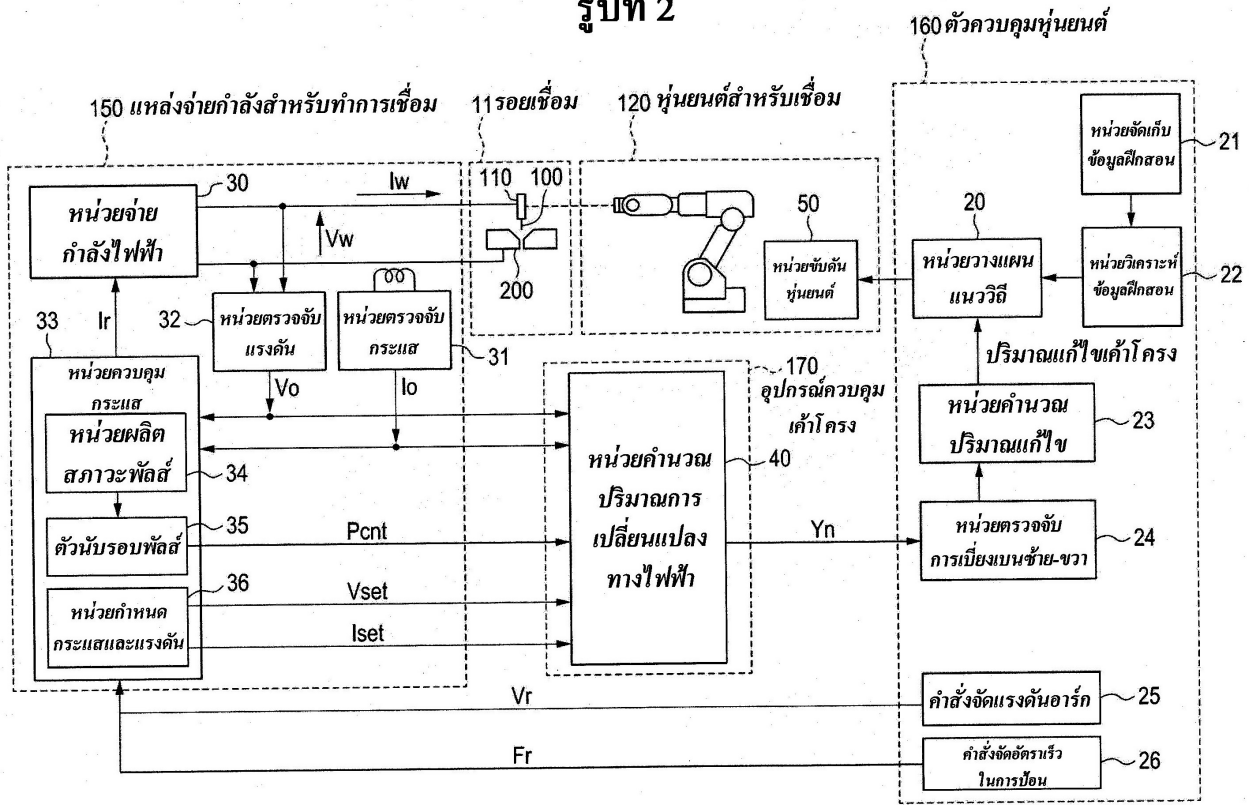 รูปที่ 2
160 ตัวควบคุมหุ่นยนต์
150 แหล่งจ่ายกำลังสำหรับทำการเชื่อม
11 รอยเชื่อม
120 หุ่นยนต์สำหรับเชื่อม
หน่วยจัดเก็บ
ข้อมูลฝึกสอน
21
30
หน่วยจ่าย
กำลังไฟฟ้า
Iw
Vw
110
100
200
50
หน่วยขับดัน
หุ่นยนต์
20
หน่วยวางแผน
แนววิถี
หน่วยวิเคราะห์
ข้อมูลฝึกสอน
22
Ir
33
32
หน่วยตรวจจับ
แรงดัน
หน่วยตรวจจับ
กระแส
31
Vo
Io
หน่วยควบคุม
กระแส
หน่วยผลิต
สภาวะพัลส์
34
170
อุปกรณ์ควบคุม
เค้าโครง
ปริมาณแก้ไขเค้าโครง
หน่วยคำนวณ
ปริมาณแก้ไข
23
หน่วยคำนวณ
ปริมาณการ
เปลี่ยนแปลง
ทางไฟฟ้า
40
35
ตัวนับรอบพัลส์
Pcnt
Yn
หน่วยตรวจจับ
การเบี่ยงเบนซ้าย-ขวา
24
36
หน่วยกำหนด
กระแสและแรงดัน
Vset
Iset
Vr
คำสั่งจัดแรงดันอาร์ก
25
Fr
คำสั่งจัดอัตราเร็ว
ในการป้อน
26